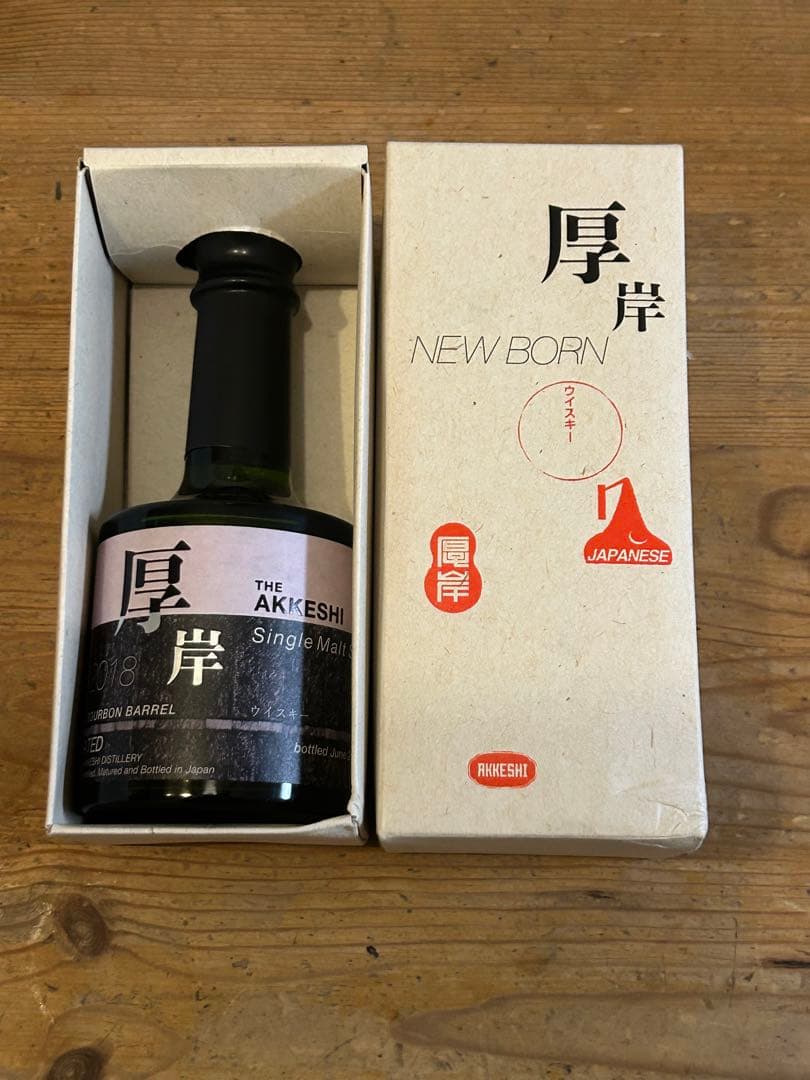 厚岸
THE
AKKESHI
Single Malt
2018
BOURBON BARREL
ウイスキー
bottled June
DISTILLERY
Matured and Bottled in Japan
厚岸
NEW BORN
ウイスキー
JAPANESE
厚岸
AKKESHI